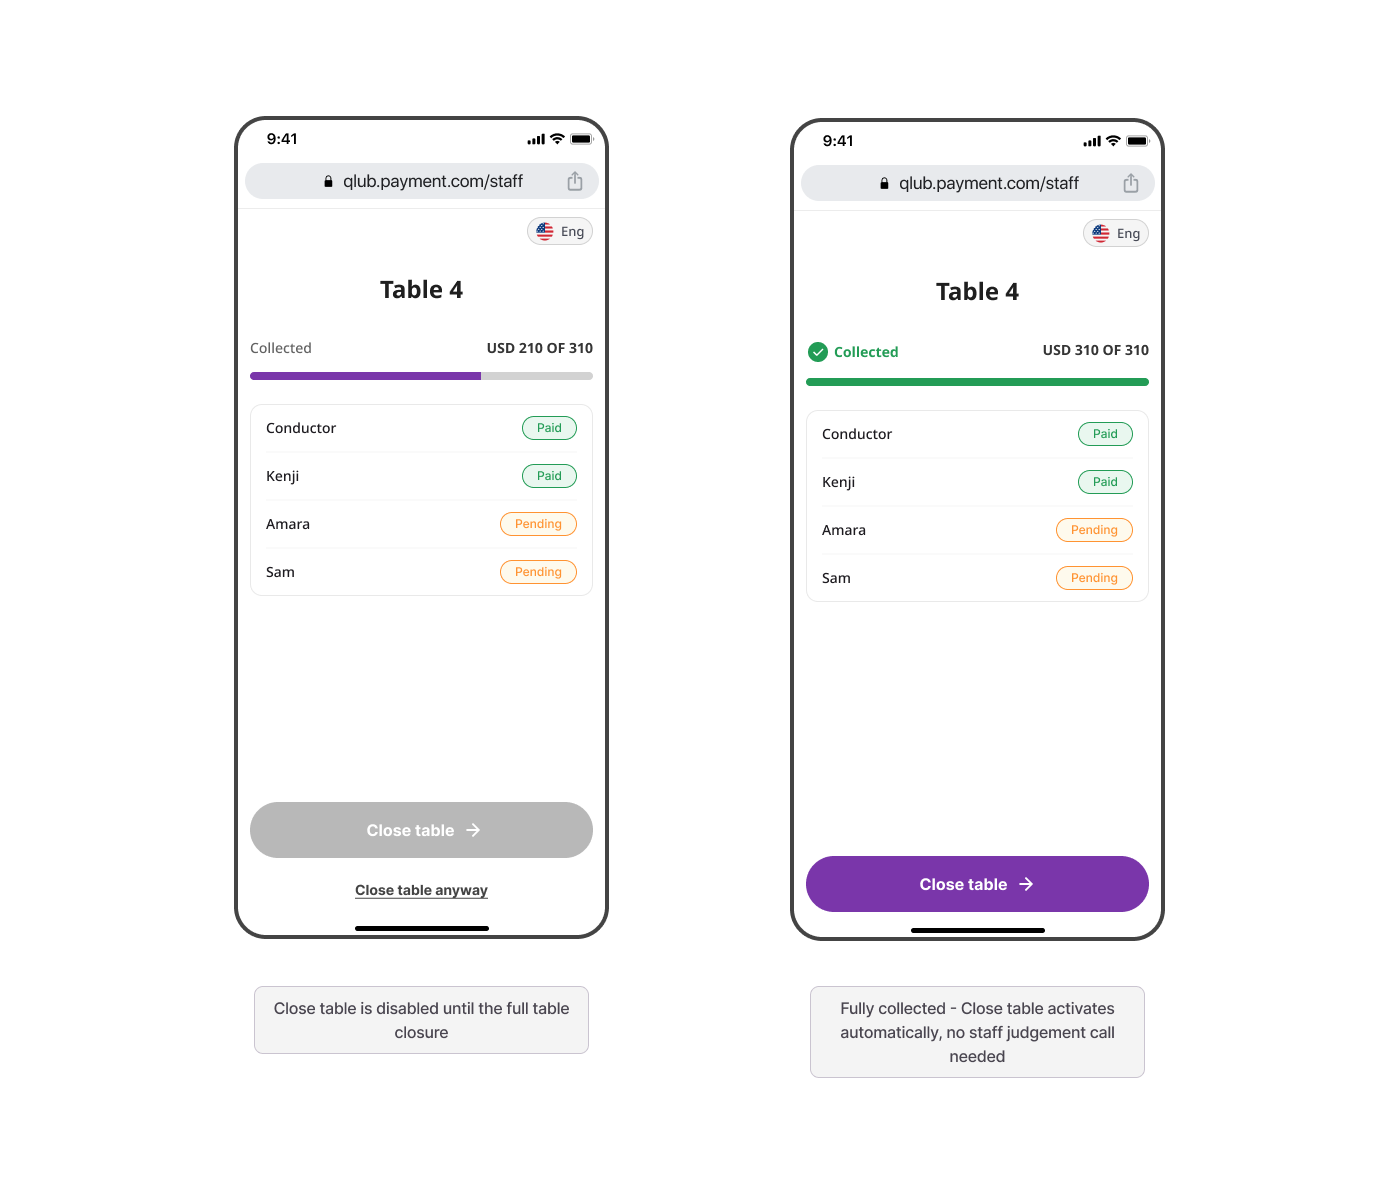 9:41
qlub.payment.com/staff
Eng
Table 4
Collected
USD 210 OF 310
Conductor
Paid
Kenji
Paid
Amara
Pending
Sam
Pending
Close table
Close table anyway
Close table is disabled until the full table
closure
9:41
qlub.payment.com/staff
Eng
Table 4
Collected
USD 310 OF 310
Conductor
Paid
Kenji
Paid
Amara
Pending
Sam
Pending
Close table
Fully collected - Close table activates
automatically, no staff judgement call
needed